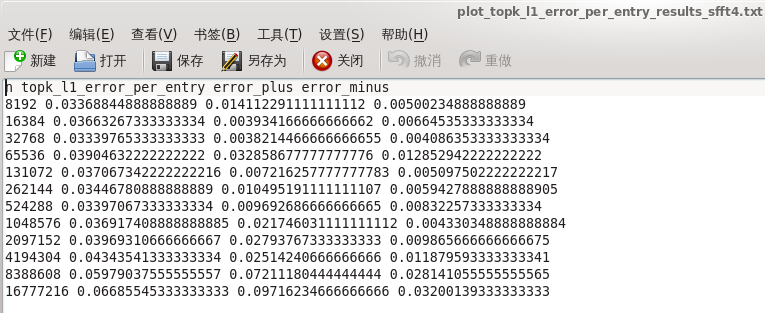 plot_topk_l1_error_per_entry_results_sfft4.txt
文件(F) 编辑(E) 查看(V) 书签(B) 工具(T) 设置(S) 帮助(H)
新建 打开 保存 另存为 关闭 撤消 重做
n topk_l1_error_per_entry error_plus error_minus
8192 0.03368844888888889 0.014112291111111112 0.00500234888888889
16384 0.03663267333333334 0.003934166666666662 0.00664535333333334
32768 0.03339765333333333 0.0038214466666666655 0.004086353333333334
65536 0.03904632222222222 0.032858677777777776 0.012852942222222222
131072 0.037067342222222216 0.007216257777777783 0.005097502222222217
262144 0.034467808888888889 0.010495191111111107 0.0059427888888888905
524288 0.03397067333333334 0.009692686666666665 0.00832257333333334
1048576 0.036917408888888885 0.021746031111111112 0.004330348888888884
2097152 0.03969310666666667 0.02793767333333333 0.009865666666666675
4194304 0.04343541333333334 0.02514240666666666 0.011879593333333341
8388608 0.05979037555555557 0.07211180444444444 0.028141055555555565
16777216 0.06685545333333333 0.09716234666666666 0.03200139333333333